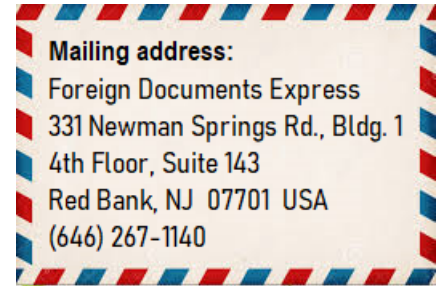 Mailing address:
Foreign Documents Express
331 Newman Springs Rd., Bldg. 1
4th Floor, Suite 143
Red Bank, NJ  07701  USA
(646) 267-1140